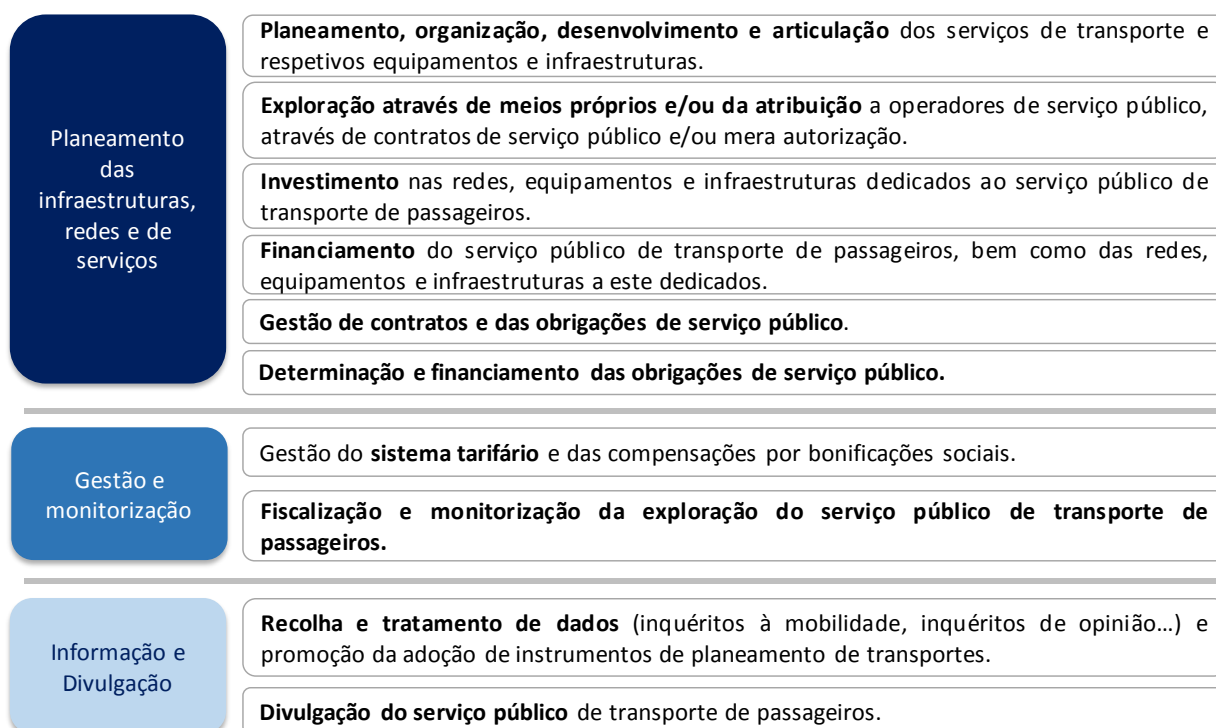 Planeamento
das
infraestruturas,
redes e de
serviços
Planeamento, organização, desenvolvimento e articulação dos serviços de transporte e
respetivos equipamentos e infraestruturas.
Exploração através de meios próprios e/ou da atribuição a operadores de serviço público,
através de contratos de serviço público e/ou mera autorização.
Investimento nas redes, equipamentos e infraestruturas dedicados ao serviço público de
transporte de passageiros.
Financiamento do serviço público de transporte de passageiros, bem como das redes,
equipamentos e infraestruturas a este dedicados.
Gestão de contratos e das obrigações de serviço público.
Determinação e financiamento das obrigações de serviço público.
Gestão e
monitorização
Gestão do sistema tarifário e das compensações por bonificações sociais.
Fiscalização e monitorização da exploração do serviço público de transporte de
passageiros.
Informação e
Divulgação
Recolha e tratamento de dados (inquéritos à mobilidade, inquéritos de opinião…) e
promoção da adoção de instrumentos de planeamento de transportes.
Divulgação do serviço público de transporte de passageiros.